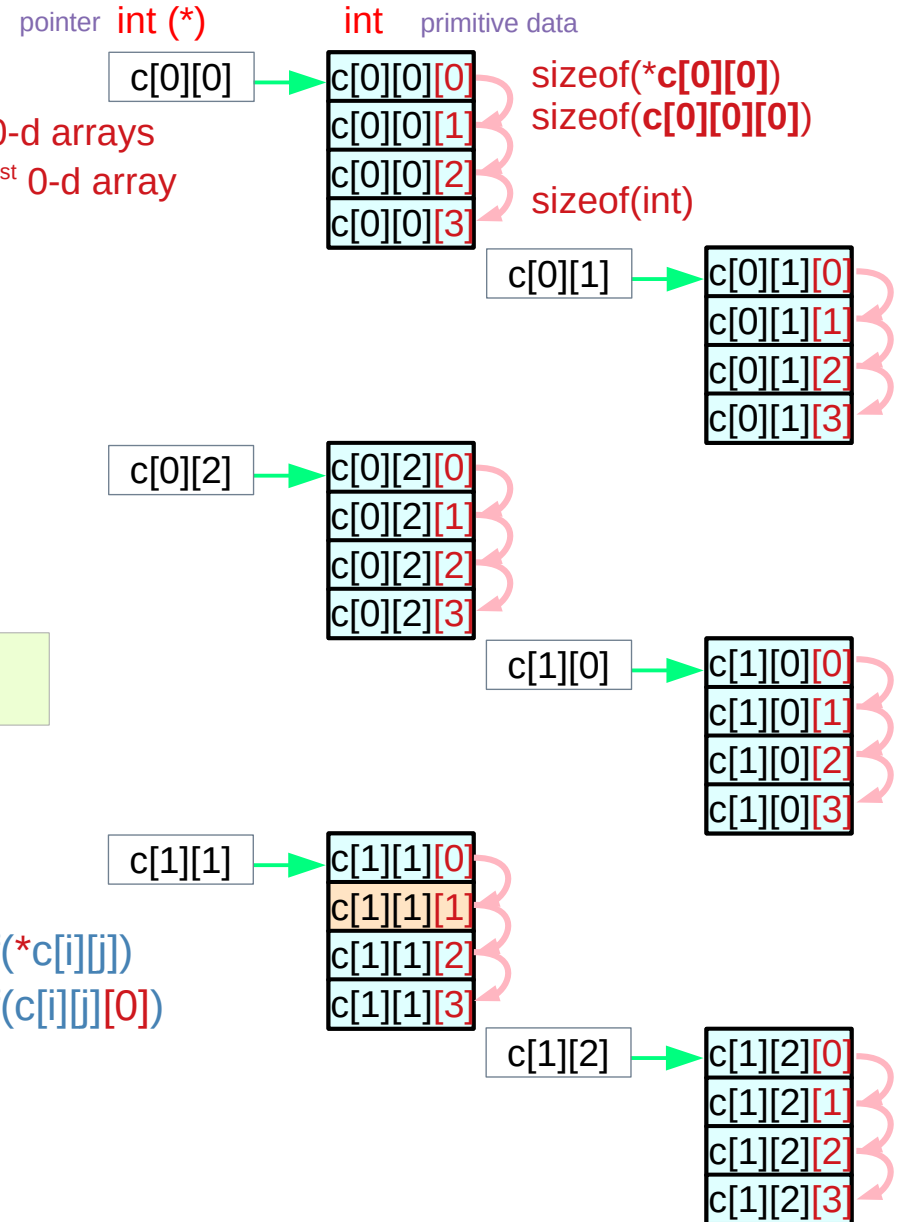 pointer int (*) int primitive data
c[0][0] c[0][0][0] sizeof(*c[0][0])
c[0][0][1] sizeof(c[0][0][0])
0-d arrays
c[0][0][2]
st 0-d array
c[0][0][3] sizeof(int)
c[0][1] c[0][1][0]
c[0][1][1]
c[0][1][2]
c[0][1][3]
c[0][2] c[0][2][0]
c[0][2][1]
c[0][2][2]
c[0][2][3]
c[1][0] c[1][0][0]
c[1][0][1]
c[1][0][2]
c[1][0][3]
c[1][1] c[1][1][0]
c[1][1][1]
(*c[i][j]) c[1][1][2]
(c[i][j][0]) c[1][1][3]
c[1][2] c[1][2][0]
c[1][2][1]
c[1][2][2]
c[1][2][3]